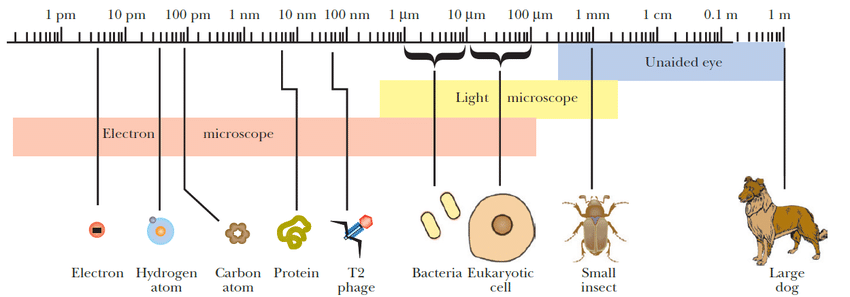 1 pm 10 pm 100 pm 1 nm 10 nm 100 nm 1 μm 10 μm 100 μm 1 mm 1 cm 0.1 m 1 m
Unaided eye
Light microscope
Electron microscope
Electron Hydrogen atom Carbon atom Protein T2 phage Bacteria Eukaryotic cell Small insect Large dog